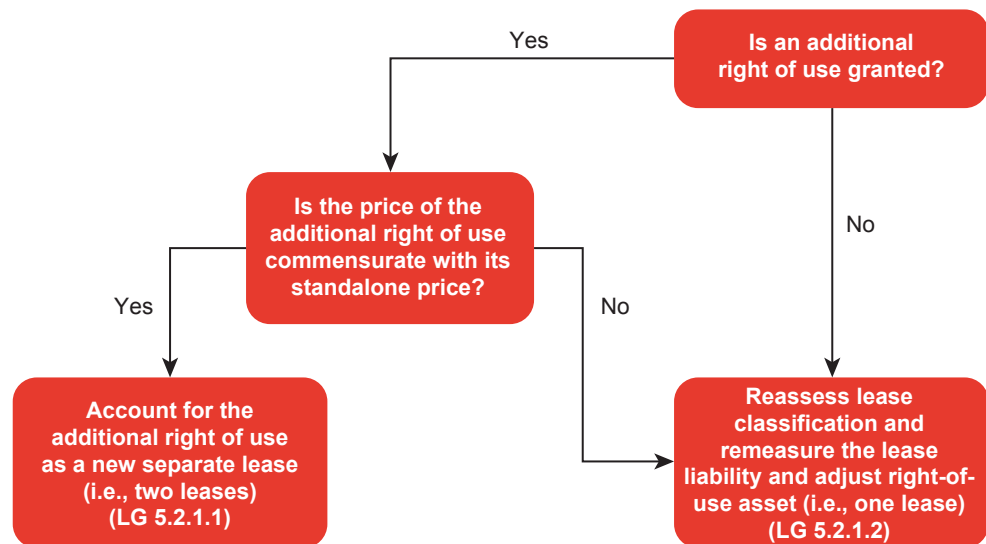 Is an additional
right of use granted?
Yes
Is the price of the
additional right of use
commensurate with its
standalone price?
No
Yes
No
Account for the
additional right of use
as a new separate lease
(i.e., two leases)
(LG 5.2.1.1)
Reassess lease
classification and
remeasure the lease
liability and adjust right-of-
use asset (i.e., one lease)
(LG 5.2.1.2)